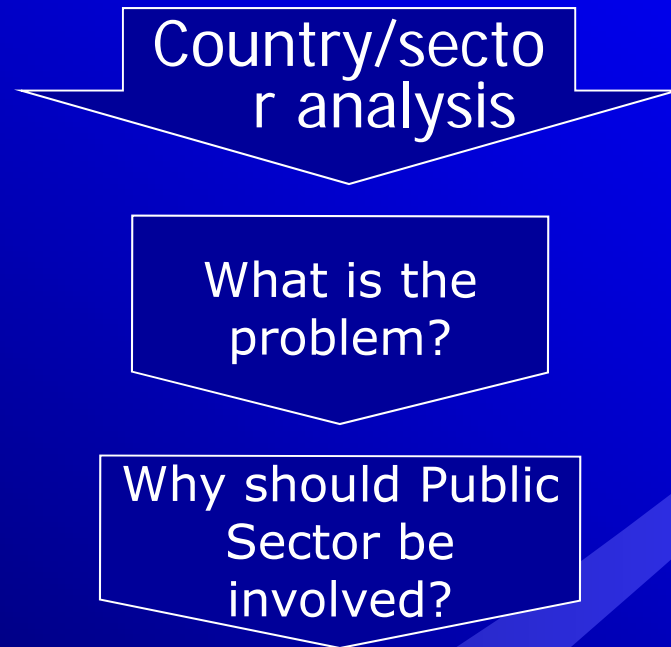 Country/secto
r analysis
What is the
problem?
Why should Public
Sector be
involved?